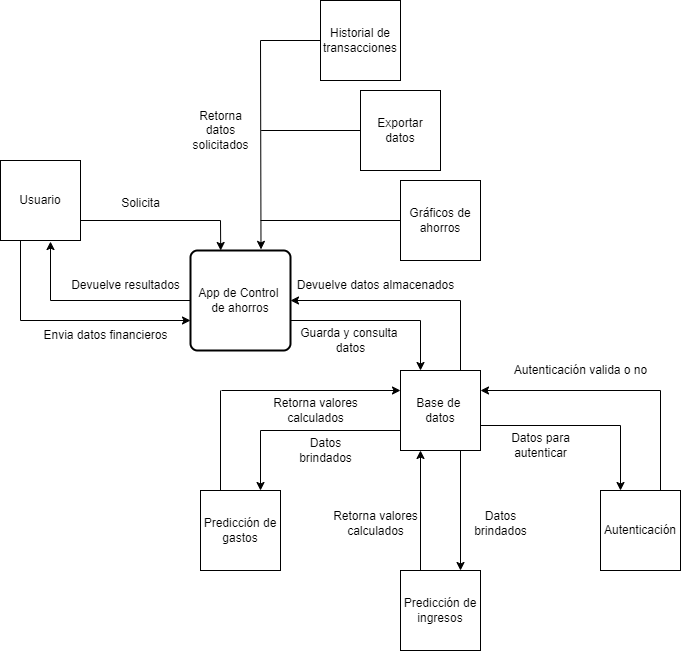 Historial de
transacciones
Retorna
datos
solicitados
Exportar
datos
Usuario
Solicita
Gráficos de
ahorros
Devuelve resultados
App de Control
de ahorros
Devuelve datos almacenados
Envia datos financieros
Guarda y consulta
datos
Autenticación valida o no
Retorna valores
calculados
Base de
datos
Datos
brindados
Datos para
autenticar
Predicción de
gastos
Retorna valores
calculados
Datos
brindados
Autenticación
Predicción de
ingresos